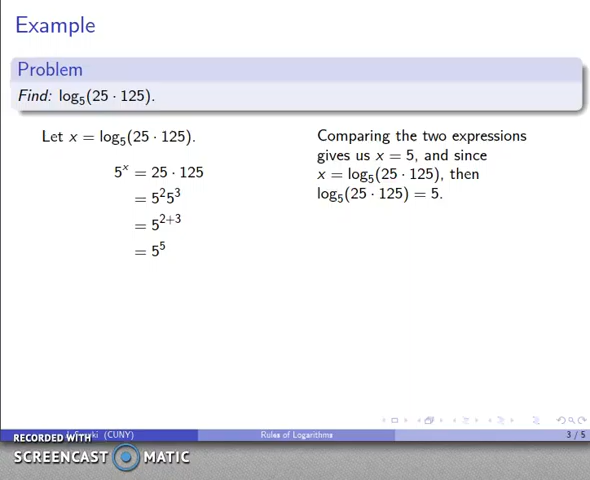 Example
Problem
Find: log₅(25 · 125).
Let x = log₅(25 · 125).
5ˣ = 25 · 125
= 5²5³
= 5²⁺³
= 5⁵
Comparing the two expressions
gives us x = 5, and since
x = log₅(25 · 125), then
log₅(25 · 125) = 5.
(CUNY)
Rules of Logarithms
3 / 5
RECORDED WITH
SCREENCAST MATIC